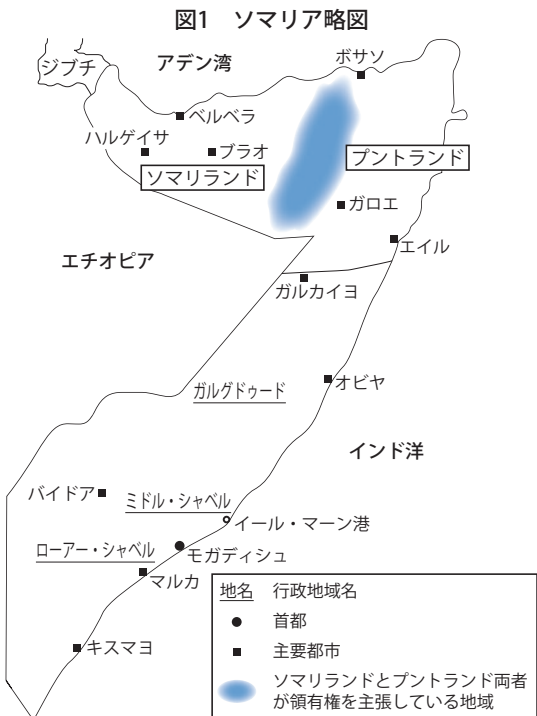 図1　ソマリア略図
ジブチ
アデン湾
ボサソ
ベルベラ
ハルゲイサ
ブラオ
プントランド
ソマリランド
ガロエ
エイル
エチオピア
ガルカイヨ
オビヤ
ガルグドゥード
インド洋
バイドア
ミドル・シャベル
イール・マーン港
ローアー・シャベル
モガディシュ
マルカ
キスマヨ
地名　行政地域名
首都
主要都市
ソマリランドとプントランド両者
が領有権を主張している地域